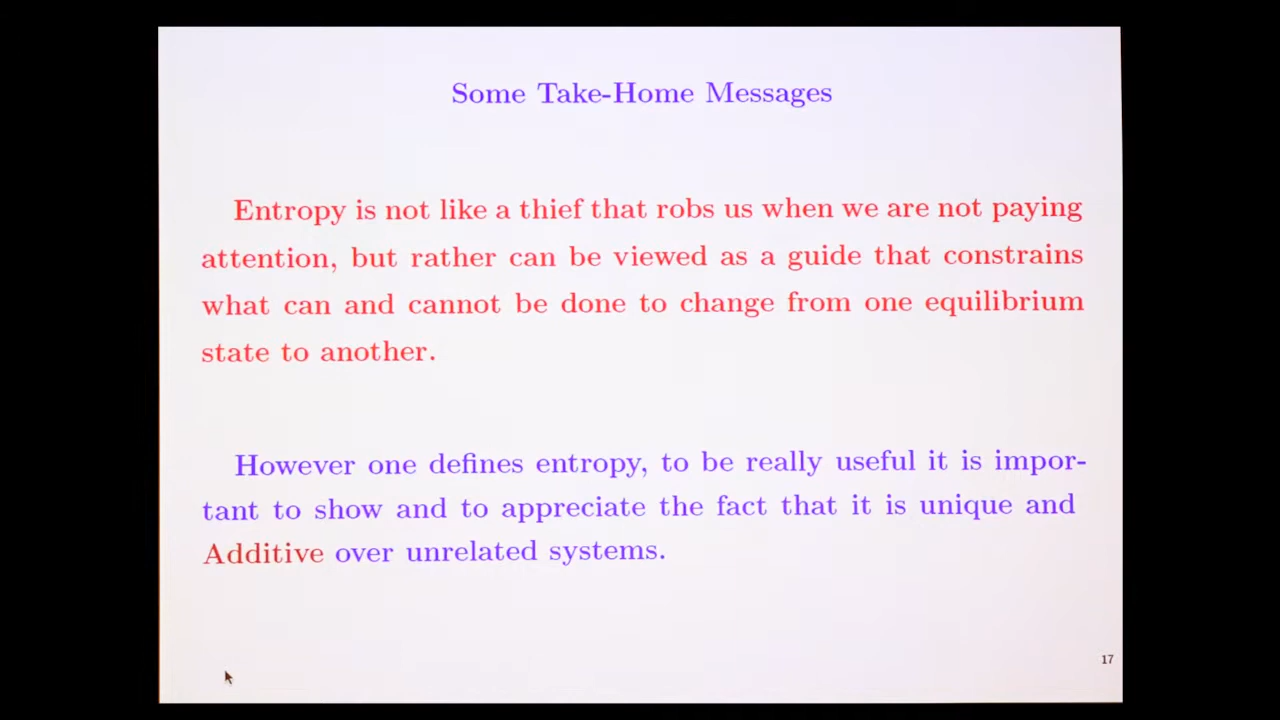 Some Take-Home Messages
Entropy is not like a thief that robs us when we are not paying
attention, but rather can be viewed as a guide that constrains
what can and cannot be done to change from one equilibrium
state to another.
However one defines entropy, to be really useful it is impor-
tant to show and to appreciate the fact that it is unique and
Additive over unrelated systems.
17